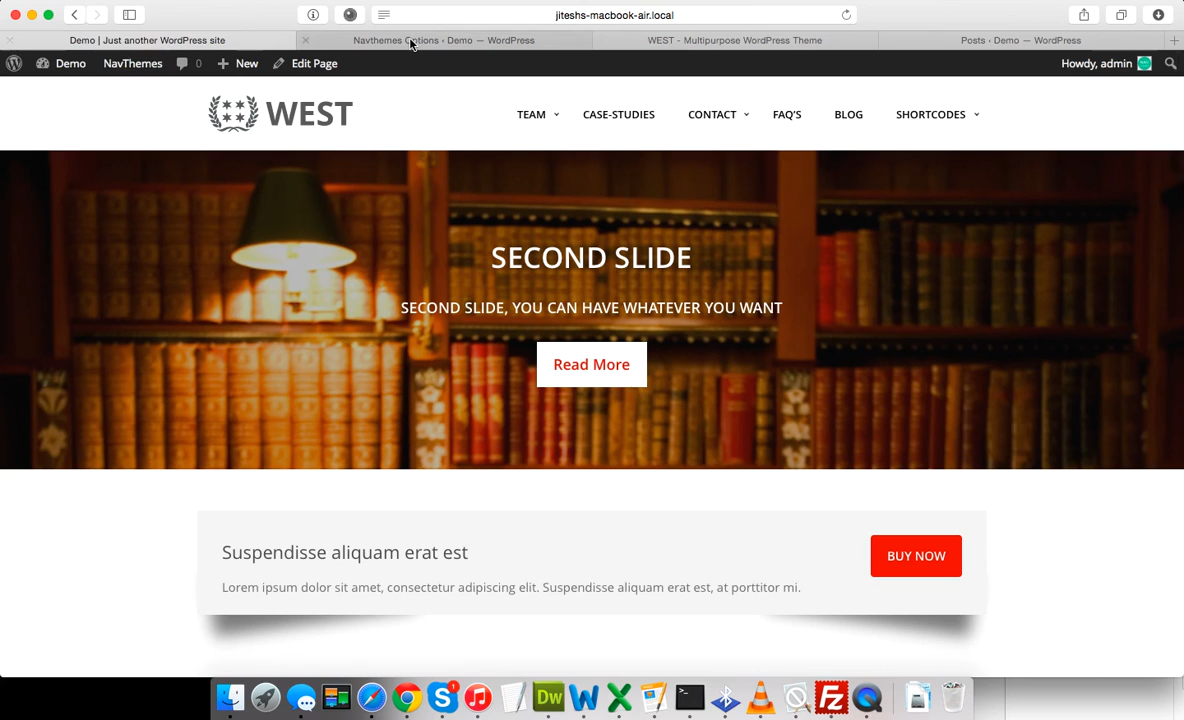 jiteshs-macbook-air.local
Demo | Just another WordPress site
Navthemes Options ‹ Demo — WordPress
WEST - Multipurpose WordPress Theme
Posts ‹ Demo — WordPress
Demo
NavThemes
0
New
Edit Page
Howdy, admin
WEST
TEAM
CASE-STUDIES
CONTACT
FAQ'S
BLOG
SHORTCODES
SECOND SLIDE
SECOND SLIDE, YOU CAN HAVE WHATEVER YOU WANT
Read More
Suspendisse aliquam erat est
BUY NOW
Lorem ipsum dolor sit amet, consectetur adipiscing elit. Suspendisse aliquam erat est, at porttitor mi.
1
Dw
Fz